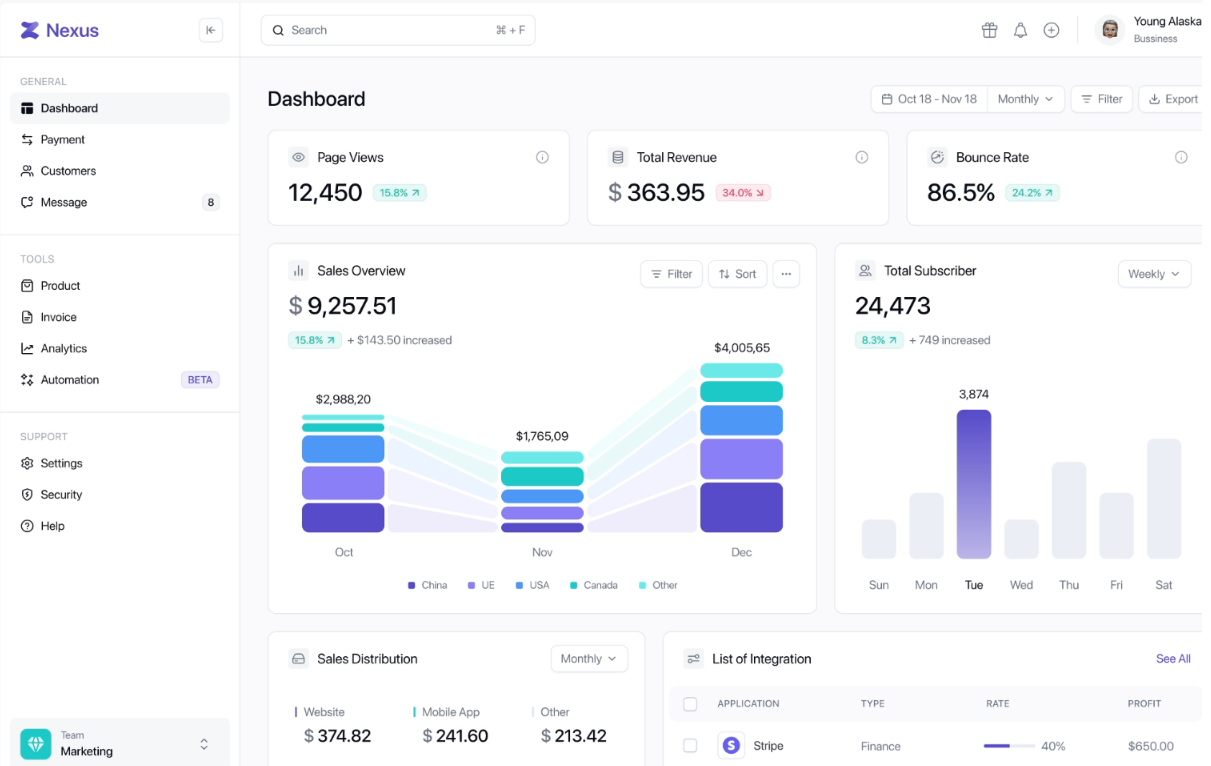 Nexus
Search
⌘ + F
Young Alaska
Bussiness
GENERAL
Dashboard
Payment
Customers
Message 8
TOOLS
Product
Invoice
Analytics
Automation BETA
SUPPORT
Settings
Security
Help
Team
Marketing
Dashboard
Oct 18 - Nov 18 Monthly Filter Export
Page Views
12,450 15.8%
Total Revenue
$ 363.95 34.0%
Bounce Rate
86.5% 24.2%
Sales Overview
Filter Sort
$ 9,257.51
15.8% + $143.50 increased
$2,988,20
$1,765,09
$4,005,65
Oct Nov Dec
China UE USA Canada Other
Total Subscriber
Weekly
24,473
8.3% + 749 increased
3,874
Sun Mon Tue Wed Thu Fri Sat
Sales Distribution
Monthly
Website Mobile App Other
$ 374.82 $ 241.60 $ 213.42
List of Integration
See All
APPLICATION TYPE RATE PROFIT
Stripe Finance 40% $650.00